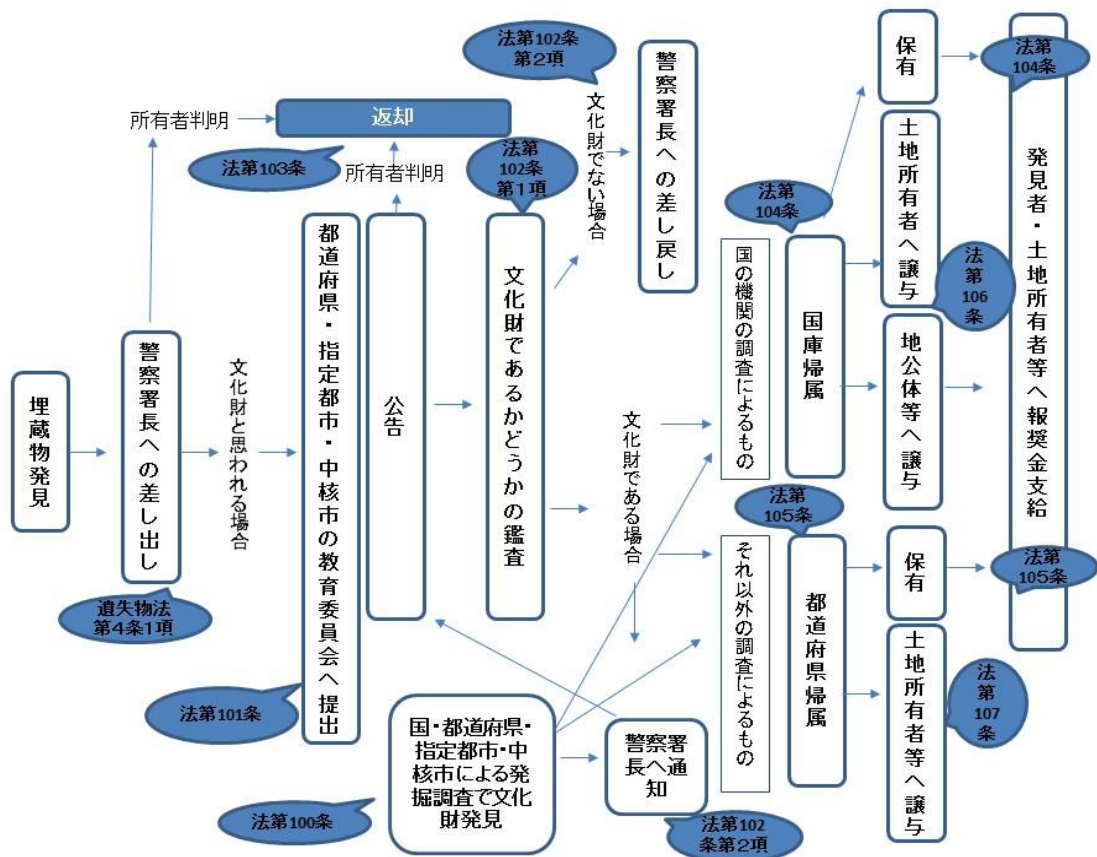 埋蔵物発見
警察署長への差し出し
遺失物法
第4条1項
所有者判明
返却
文化財と思われる場合
都道府県・指定都市・中核市の教育委員会へ提出
法第101条
公告
法第103条
所有者判明
文化財であるかどうかの鑑査
法第
102条
第1項
法第102条
第2項
文化財でない場合
警察署長への差し戻し
文化財である場合
国・都道府県・
指定都市・中
核市による発
掘調査で文化
財発見
法第100条
警察署
長へ通
知
法第102
条第2項
国の機関の調査によるもの
法第
104条
国庫帰属
それ以外の調査によるもの
法第
105条
都道府県帰属
保有
土地所有者へ譲与
地公体等へ譲与
法
第
106
条
保有
土地所有者等へ譲与
法
第
107
条
法第
104条
発見者・土地所有者等へ報奨金支給
法第
105条